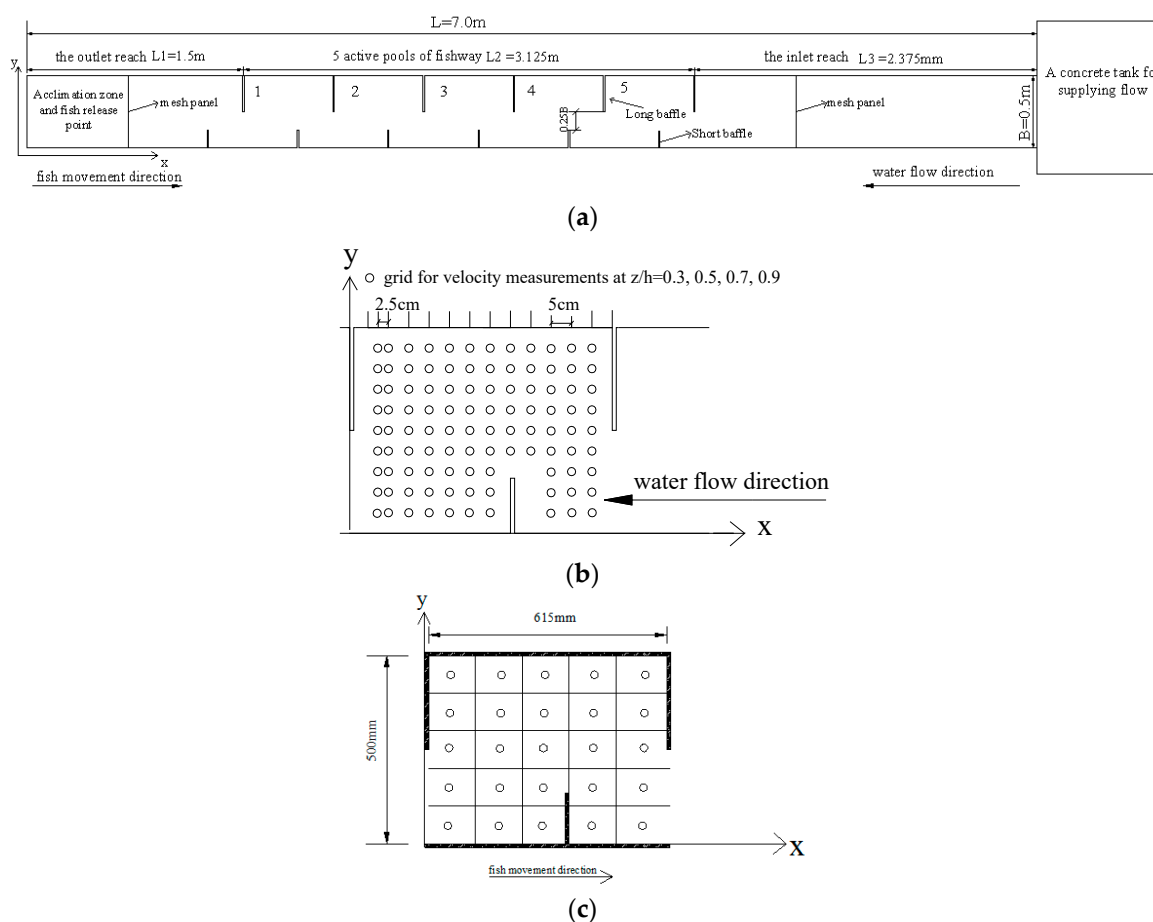 L=7.0m
the outlet reach L1=1.5m
5 active pools of fishway L2=3.125m
the inlet reach L3=2.375mm
A concrete tank fo
supplying flow
y
Acclimation zone
and fish release
point
mesh panel
1
2
3
4
5
0.25B
Long baffle
Short baffle
mesh panel
B=0.5m
x
fish movement direction
water flow direction
(a)
y
grid for velocity measurements at z/h=0.3, 0.5, 0.7, 0.9
2.5cm
5cm
water flow direction
x
(b)
y
615mm
500mm
x
fish movement direction
(c)